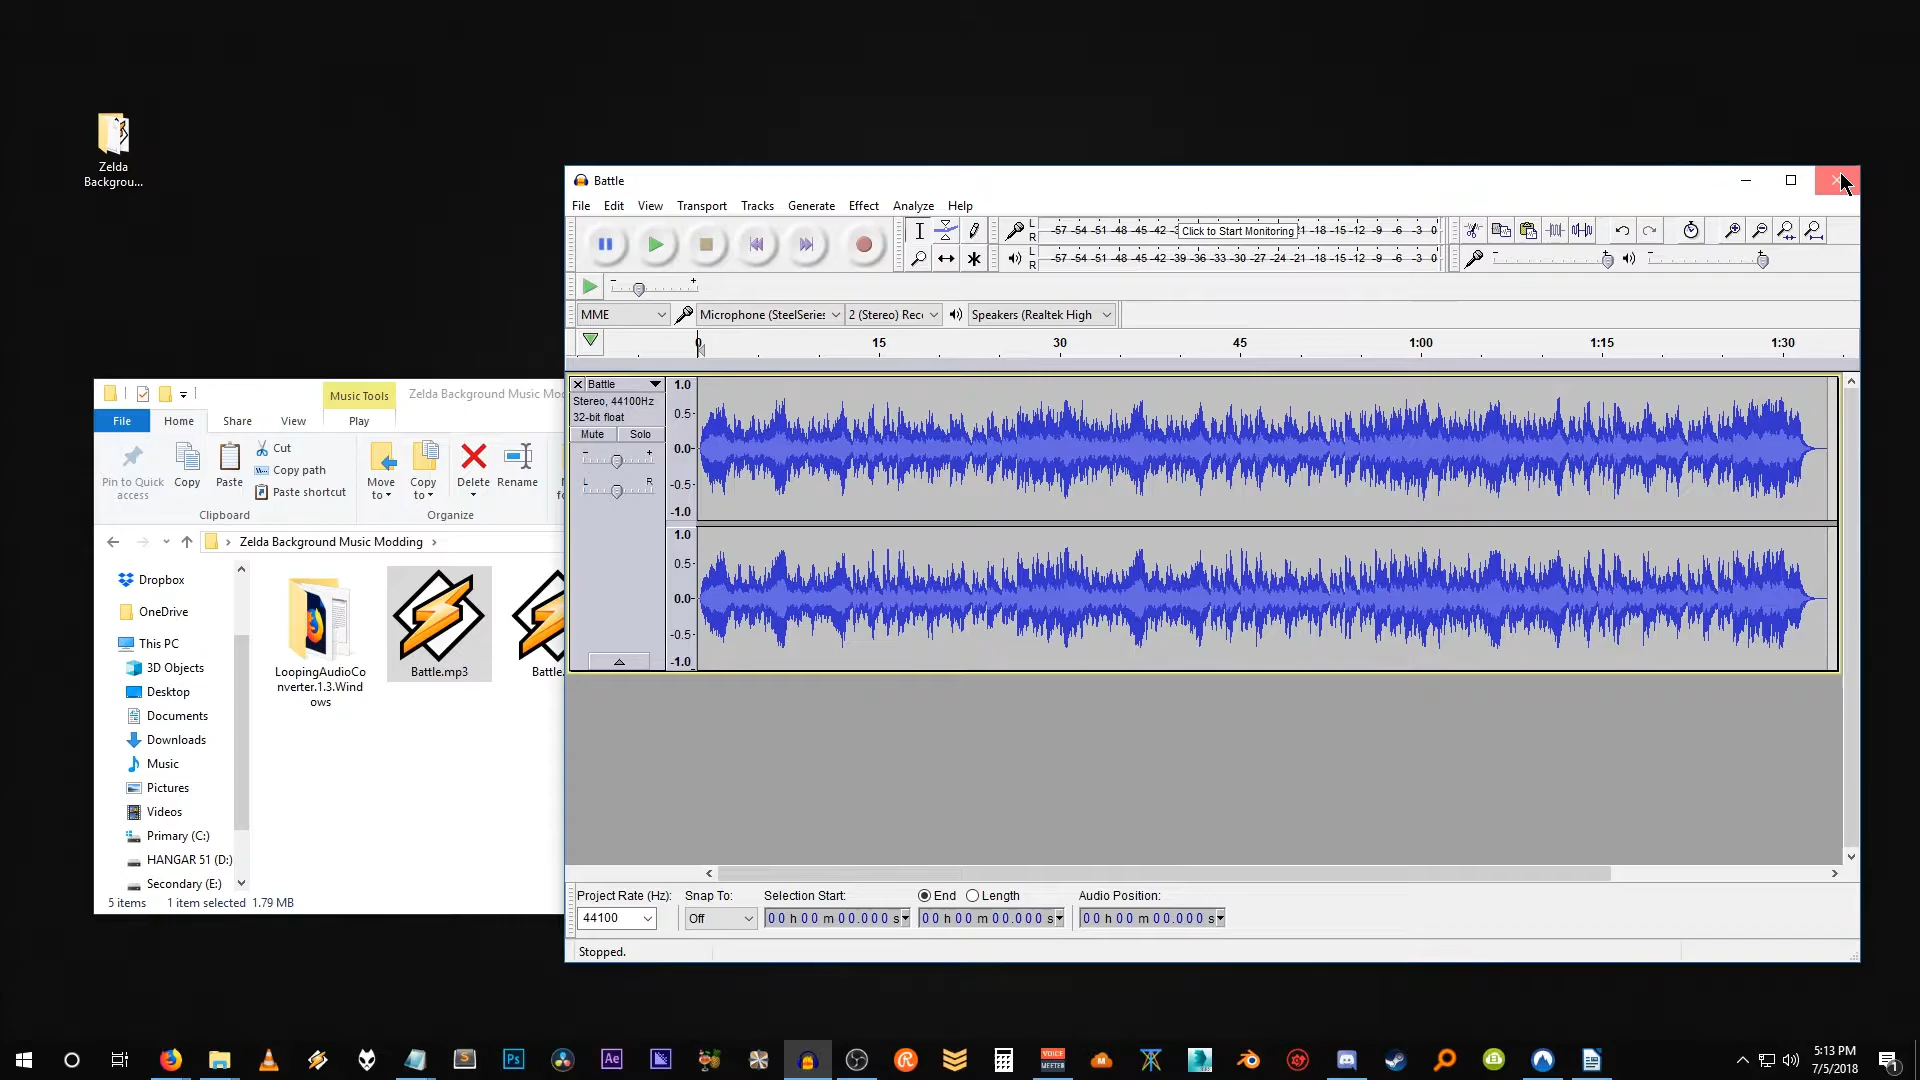 Zelda
Backgrou...
Battle
File Edit View Transport Tracks Generate Effect Analyze Help
L
R
-57 -54 -51 -48 -45 -42 -3
Click to Start Monitoring
-18 -15 -12 -9 -6 -3 0
L
R
-57 -54 -51 -48 -45 -42 -39 -36 -33 -30 -27 -24 -21 -18 -15 -12 -9 -6 -3 0
- +
MME
Microphone (SteelSeries
2 (Stereo) Rec
Speakers (Realtek High
0 15 30 45 1:00 1:15 1:30
Battle
Stereo, 44100Hz
32-bit float
Mute Solo
- +
L R
1.0
0.5
0.0
-0.5
-1.0
1.0
0.5
0.0
-0.5
-1.0
Project Rate (Hz): Snap To: Selection Start: End Length Audio Position:
44100 Off 00 h 00 m 00.000 s 00 h 00 m 00.000 s 00 h 00 m 00.000 s
Stopped.
Music Tools
Zelda Background Music Mod
File Home Share View Play
Pin to Quick
access
Copy
Paste
Cut
Copy path
Paste shortcut
Clipboard
Move
to
Copy
to
Delete
Rename
Organize
Zelda Background Music Modding
Dropbox
OneDrive
This PC
3D Objects
Desktop
Documents
Downloads
Music
Pictures
Videos
Primary (C:)
HANGAR 51 (D:)
Secondary (E:)
LoopingAudioCo
nverter.1.3.Wind
ows
Battle.mp3
Battle.
5 items 1 item selected 1.79 MB
S
Ps
Ae
VOICE
MEETER
5:13 PM
7/5/2018
1